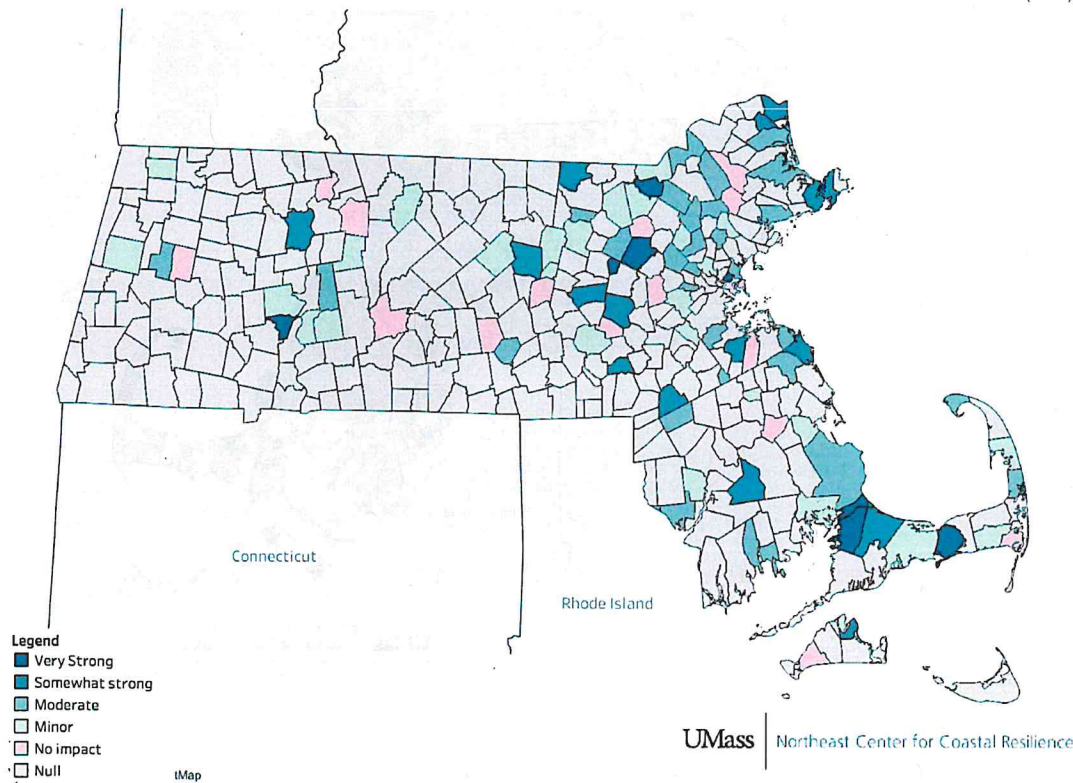 Connecticut
Rhode Island
Legend
Very Strong
Somewhat strong
Moderate
Minor
No impact
Null
tMap
UMass | Northeast Center for Coastal Resilience